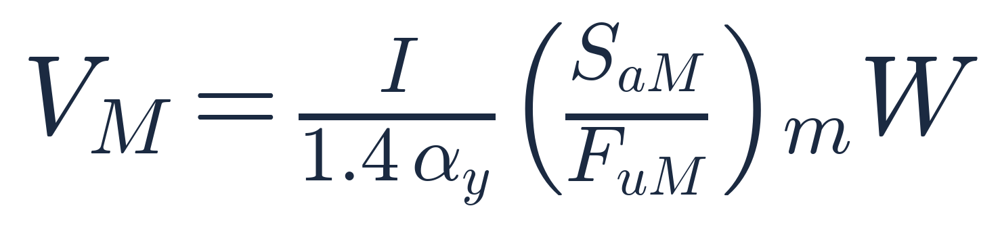 V_M = \frac{I}{1.4 \, \alpha_y} \left( \frac{S_{aM}}{F_{uM}} \right)_m W